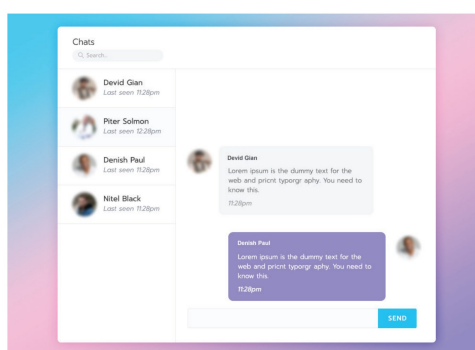 Chats
Search...
Devid Gian
Last seen 11:28pm
Piter Solmon
Last seen 12:28pm
Denish Paul
Last seen 11:28pm
Nitel Black
Last seen 11:28pm
Devid Gian
Lorem ipsum is the dummy text for the
web and pricnt typorgr aphy. You need to
know this.
11:28pm
Denish Paul
Lorem ipsum is the dummy text for the
web and pricnt typorgr aphy. You need to
know this.
11:28pm
SEND